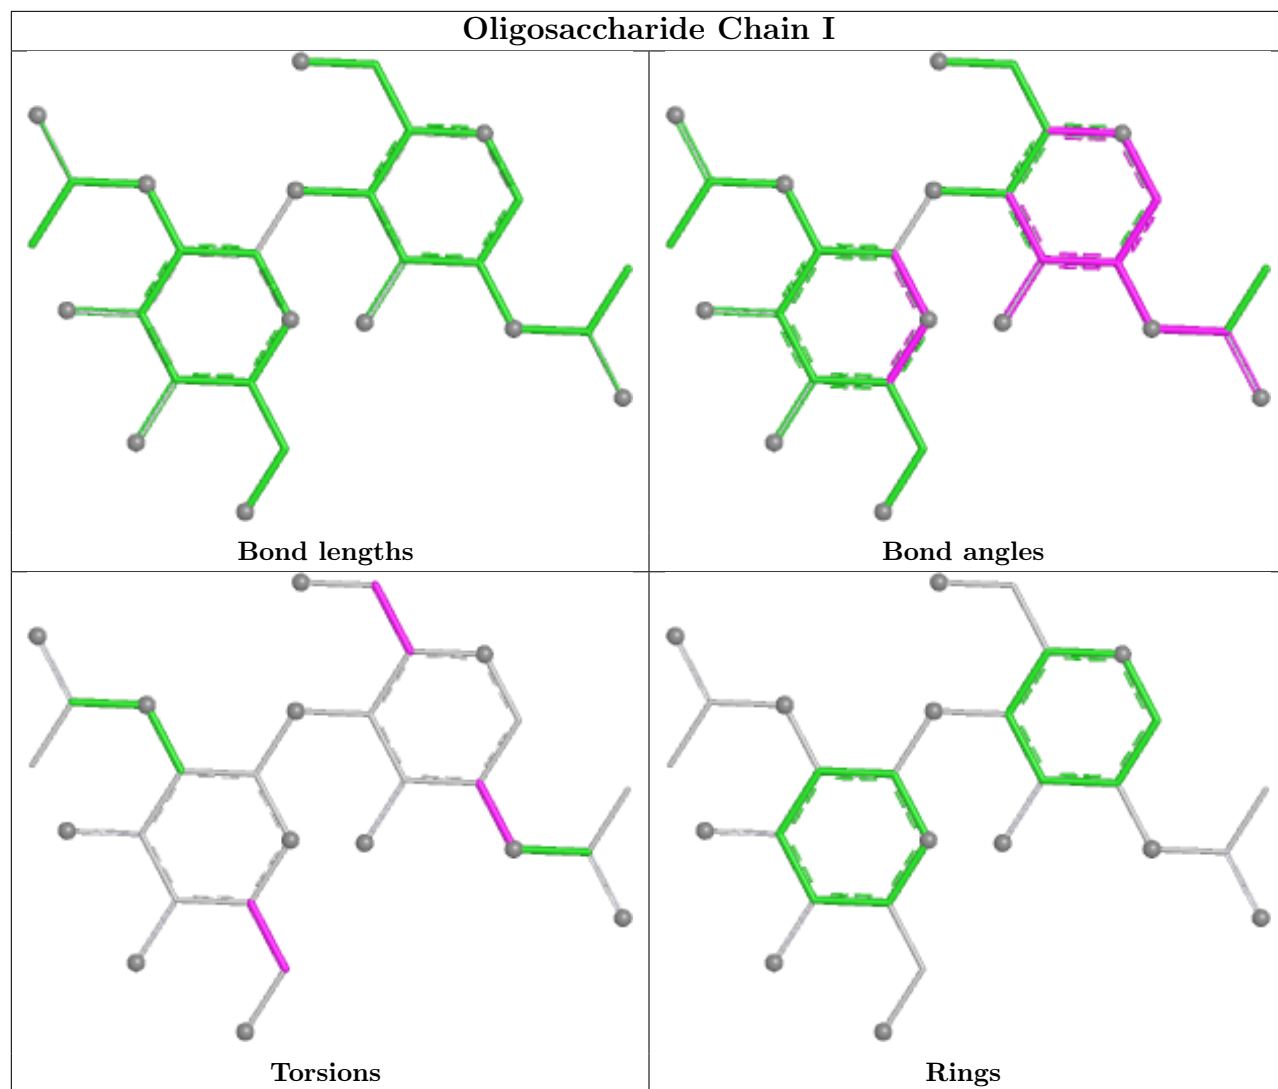 Oligosaccharide Chain I
Bond lengths
Bond angles
Torsions
Rings